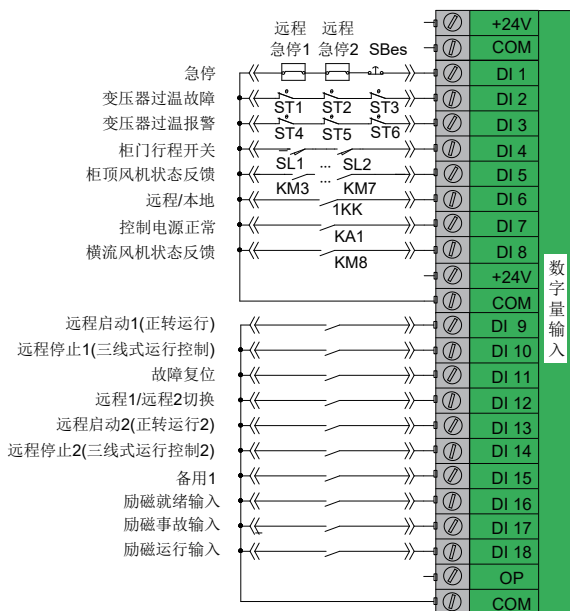 +24V
COM
远程 远程
急停1 急停2 SBes
急停 DI 1
变压器过温故障 ST1 ST2 ST3 DI 2
变压器过温报警 ST4 ST5 ST6 DI 3
柜门行程开关 SL1 ... SL2 DI 4
柜顶风机状态反馈 KM3 ... KM7 DI 5
远程/本地 1KK DI 6
控制电源正常 KA1 DI 7
横流风机状态反馈 KM8 DI 8
+24V
COM
数字量输入
远程启动1(正转运行) DI 9
远程停止1(三线式运行控制) DI 10
故障复位 DI 11
远程1/远程2切换 DI 12
远程启动2(正转运行2) DI 13
远程停止2(三线式运行控制2) DI 14
备用1 DI 15
励磁就绪输入 DI 16
励磁事故输入 DI 17
励磁运行输入 DI 18
OP
COM